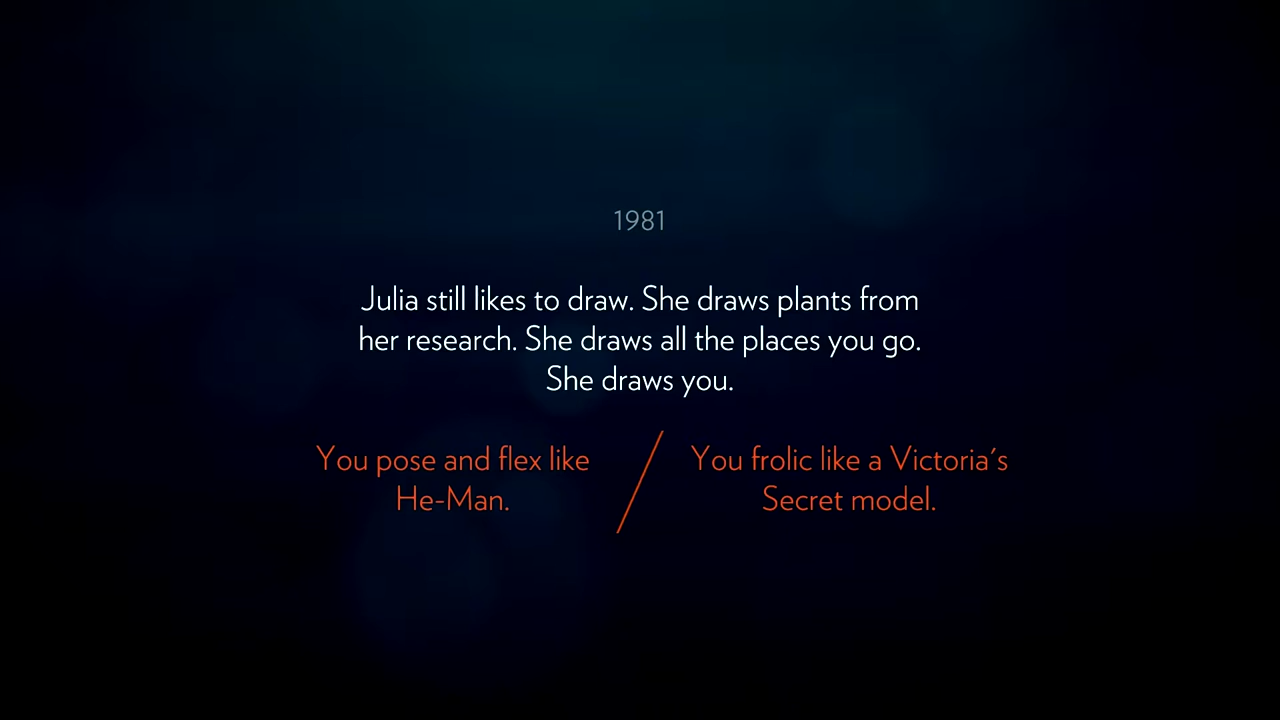 1981
Julia still likes to draw. She draws plants from
her research. She draws all the places you go.
She draws you.
You pose and flex like
He-Man.
You frolic like a Victoria's
Secret model.